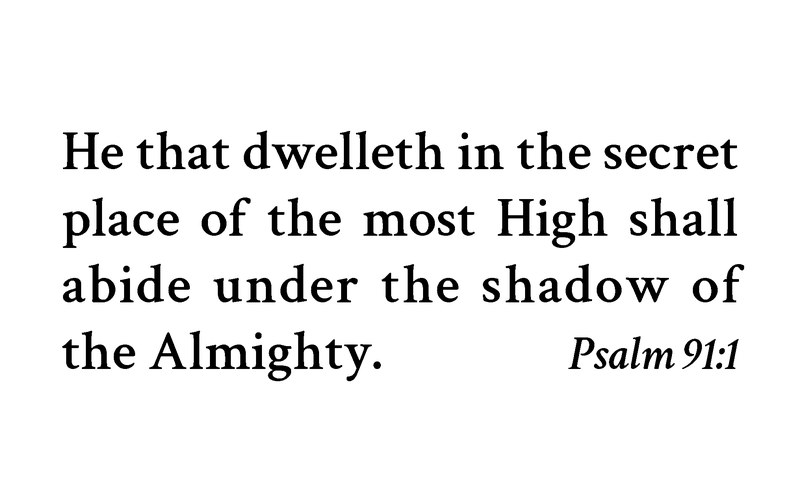 He that dwelleth in the secret
place of the most High shall
abide under the shadow of
the Almighty. Psalm 91:1